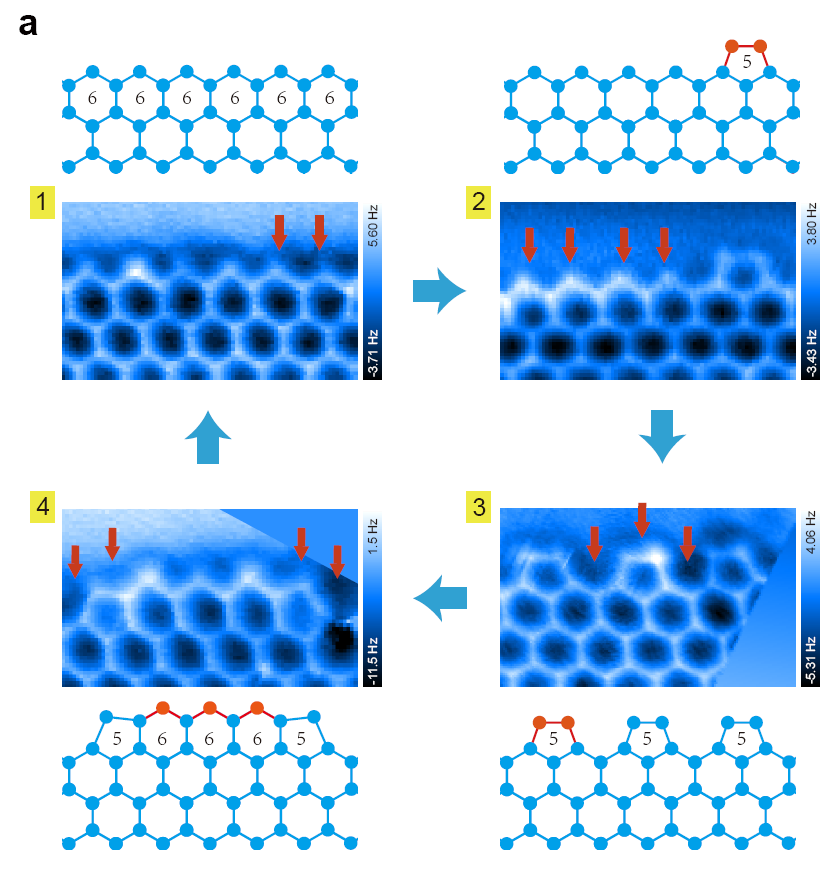 a
5
6 6 6 6 6 6
1
5.60 Hz
-3.71 Hz
2
3.80 Hz
-3.43 Hz
4
1.5 Hz
-11.5 Hz
3
4.06 Hz
-5.31 Hz
5 6 6 6 5
5 5 5